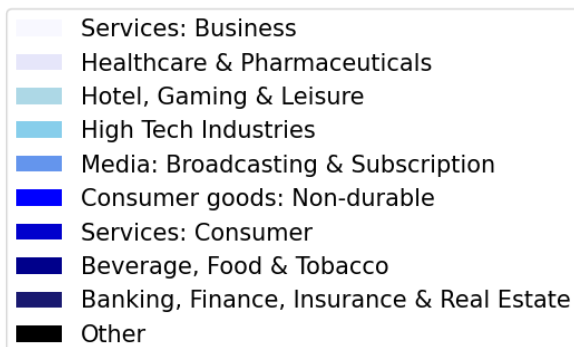 Services: Business
Healthcare & Pharmaceuticals
Hotel, Gaming & Leisure
High Tech Industries
Media: Broadcasting & Subscription
Consumer goods: Non-durable
Services: Consumer
Beverage, Food & Tobacco
Banking, Finance, Insurance & Real Estate
Other